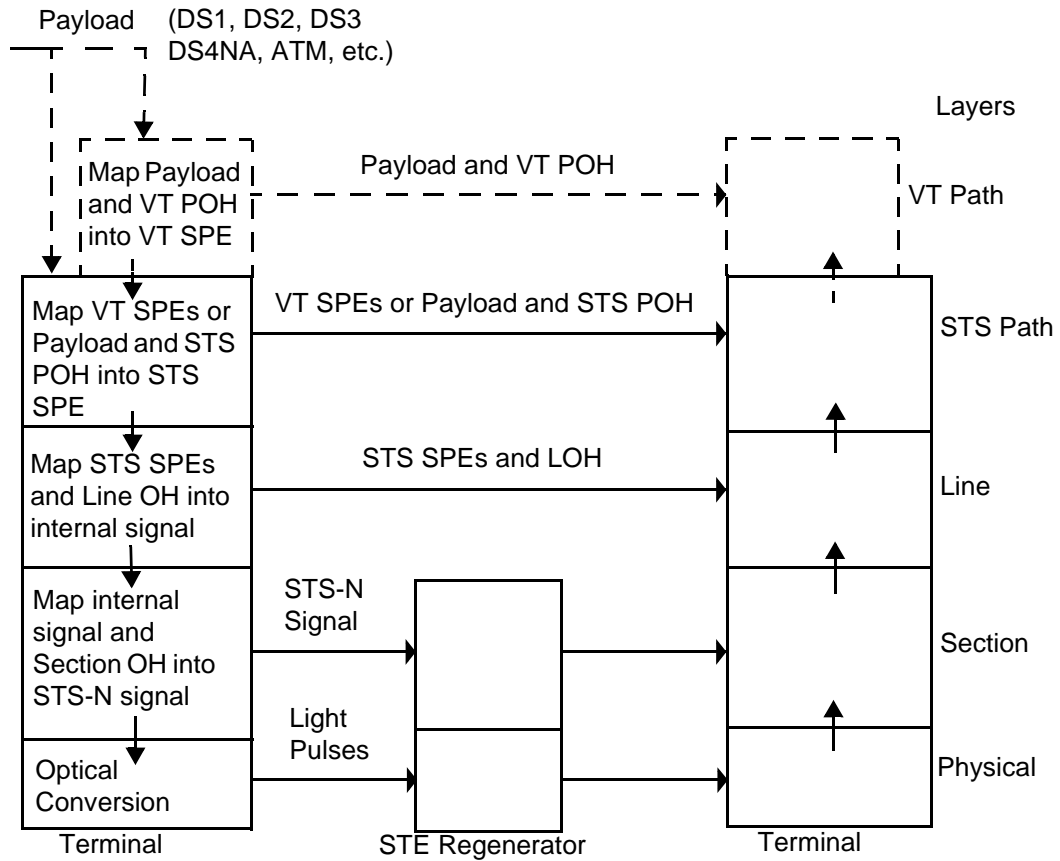 Payload
(DS1, DS2, DS3
DS4NA, ATM, etc.)
Layers
Map Payload
and VT POH
into VT SPE
Payload and VT POH
VT Path
Map VT SPEs or
Payload and STS
POH into STS
SPE
VT SPEs or Payload and STS POH
STS Path
Map STS SPEs
and Line OH into
internal signal
STS SPEs and LOH
Line
Map internal
signal and
Section OH into
STS-N signal
STS-N
Signal
Section
Optical
Conversion
Light
Pulses
Physical
Terminal
STE Regenerator
Terminal